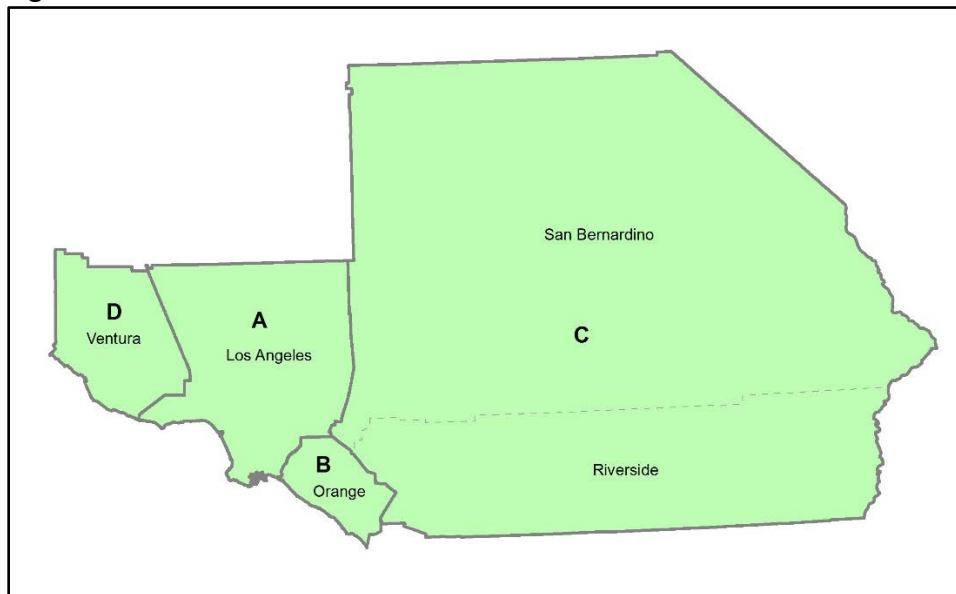 San Bernardino
D
Ventura
A
Los Angeles
C
B
Orange
Riverside